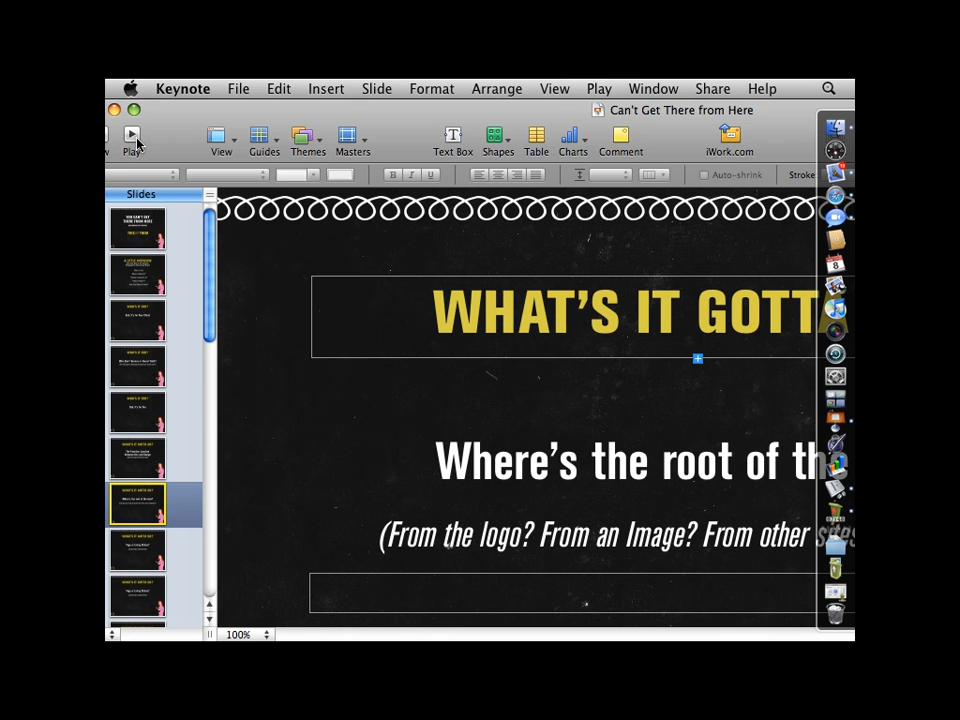 Keynote File Edit Insert Slide Format Arrange View Play Window Share Help
Can't Get There from Here
Play View Guides Themes Masters Text Box Shapes Table Charts Comment iWork.com
B I U Auto-shrink Stroke
Slides
WHAT'S IT GOTTA
Where's the root of the
(From the logo? From an Image? From other sites
100%